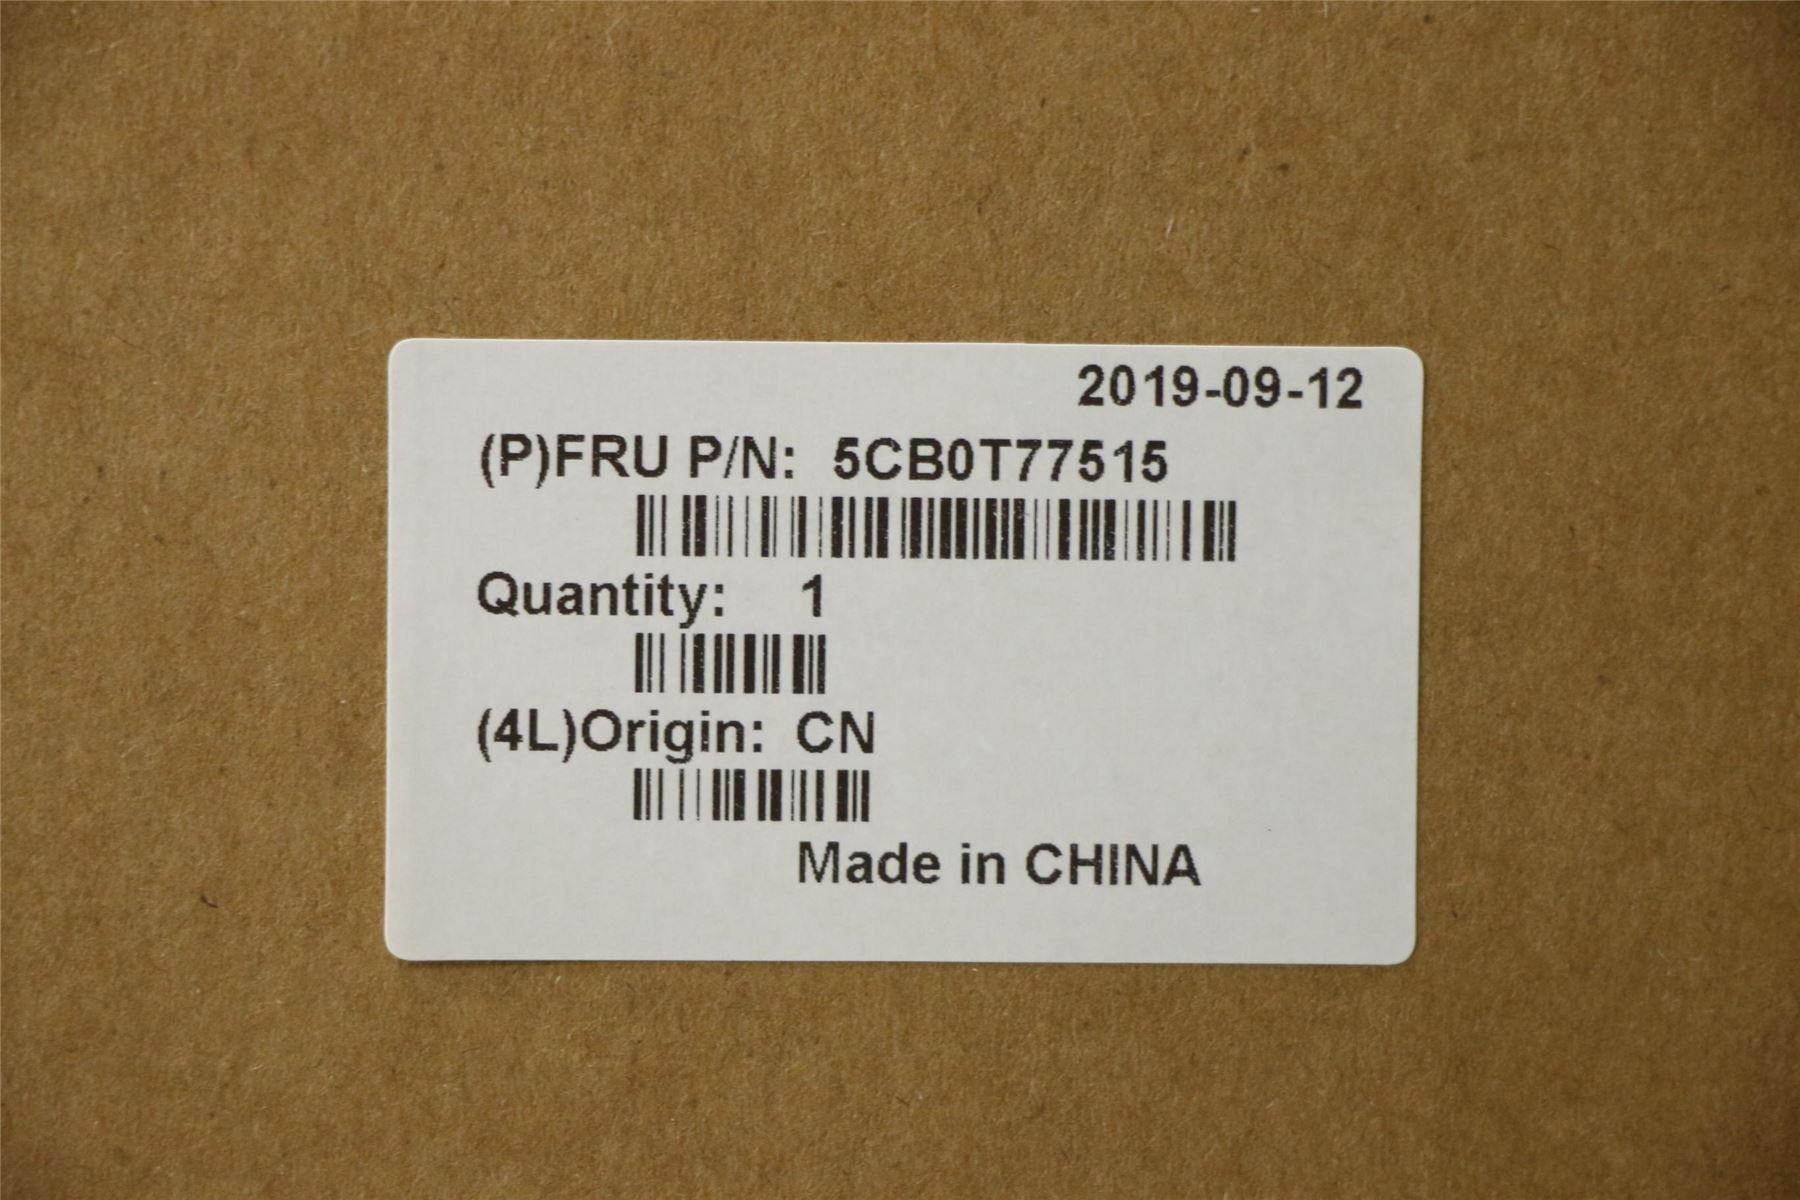 2019-09-12
(P)FRU P/N: 5CB0T77515
Quantity: 1
(4L)Origin: CN
Made in CHINA